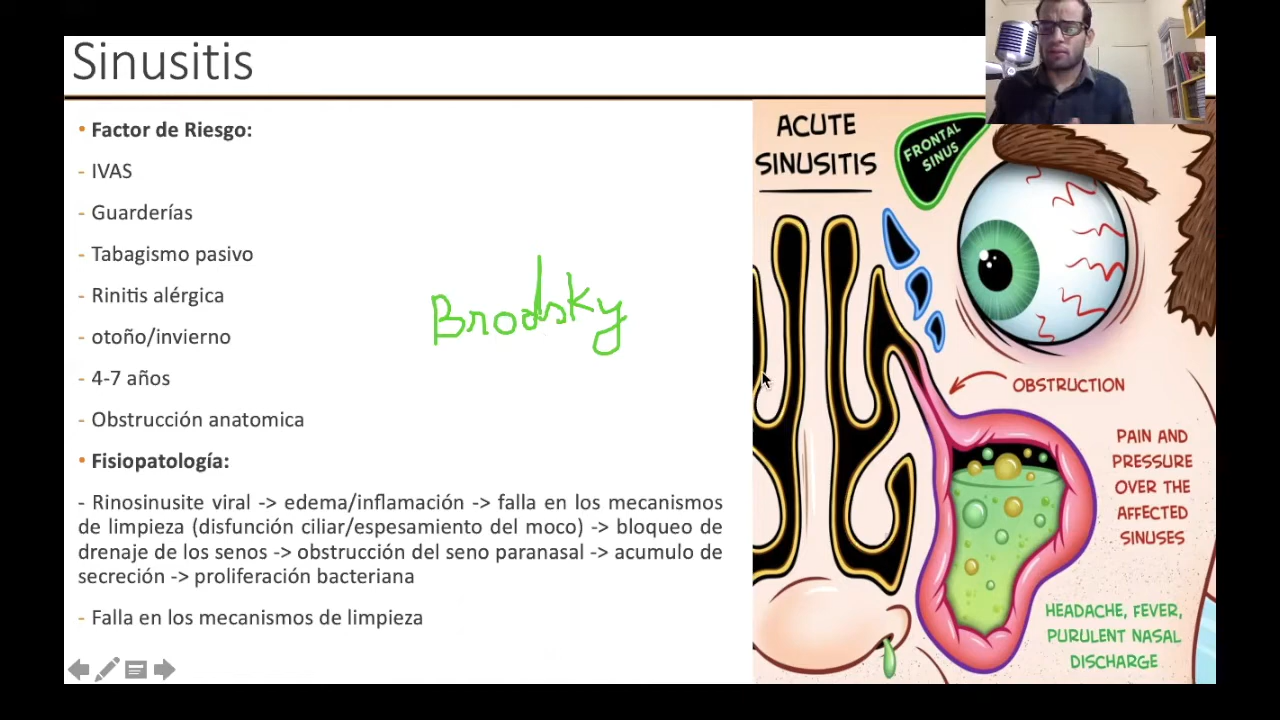 Sinusitis
• Factor de Riesgo:
- IVAS
- Guarderías
- Tabagismo pasivo
- Rinitis alérgica
- otoño/invierno
- 4-7 años
- Obstrucción anatomica
• Fisiopatología:
- Rinosinusite viral -> edema/inflamación -> falla en los mecanismos
de limpieza (disfunción ciliar/espesamiento del moco) -> bloqueo de
drenaje de los senos -> obstrucción del seno paranasal -> acumulo de
secreción -> proliferación bacteriana
- Falla en los mecanismos de limpieza
Brodsky
ACUTE
SINUSITIS
FRONTAL
SINUS
OBSTRUCTION
PAIN AND
PRESSURE
OVER THE
AFFECTED
SINUSES
HEADACHE, FEVER,
PURULENT NASAL
DISCHARGE